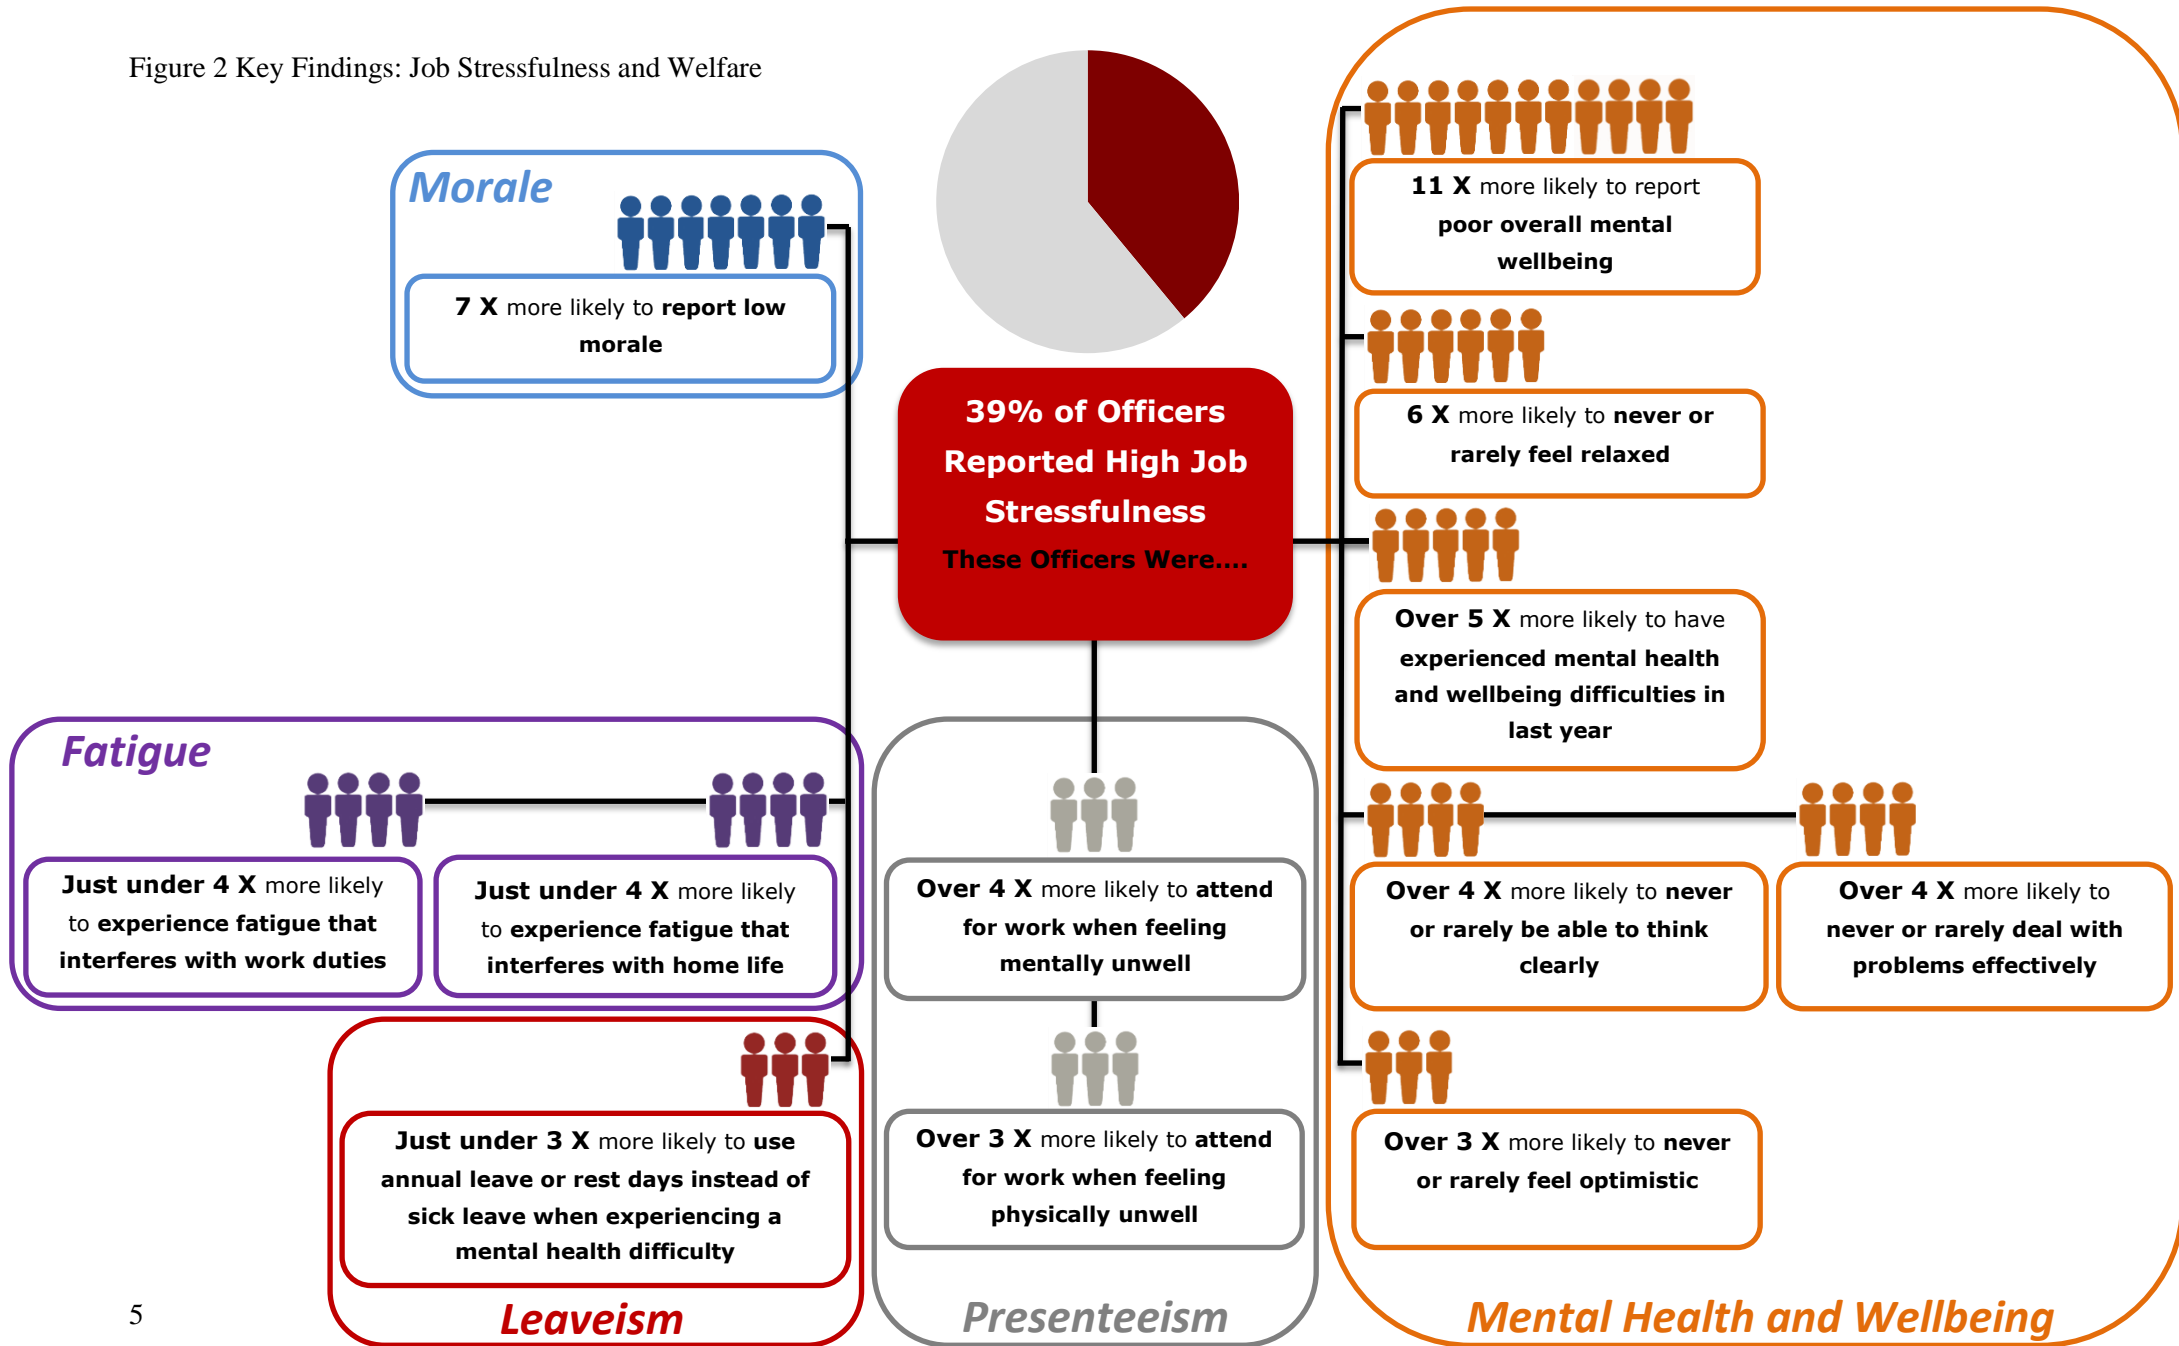 Figure 2 Key Findings: Job Stressfulness and Welfare
Morale
7 X more likely to report low
morale
39% of Officers
Reported High Job
Stressfulness
These Officers Were....
11 X more likely to report
poor overall mental
wellbeing
6 X more likely to never or
rarely feel relaxed
Over 5 X more likely to have
experienced mental health
and wellbeing difficulties in
last year
Fatigue
Just under 4 X more likely
to experience fatigue that
interferes with work duties
Just under 4 X more likely
to experience fatigue that
interferes with home life
Over 4 X more likely to attend
for work when feeling
mentally unwell
Over 4 X more likely to never
or rarely be able to think
clearly
Over 4 X more likely to
never or rarely deal with
problems effectively
Just under 3 X more likely to use
annual leave or rest days instead of
sick leave when experiencing a
mental health difficulty
Over 3 X more likely to attend
for work when feeling
physically unwell
Over 3 X more likely to never
or rarely feel optimistic
Leaveism
Presenteeism
Mental Health and Wellbeing
5